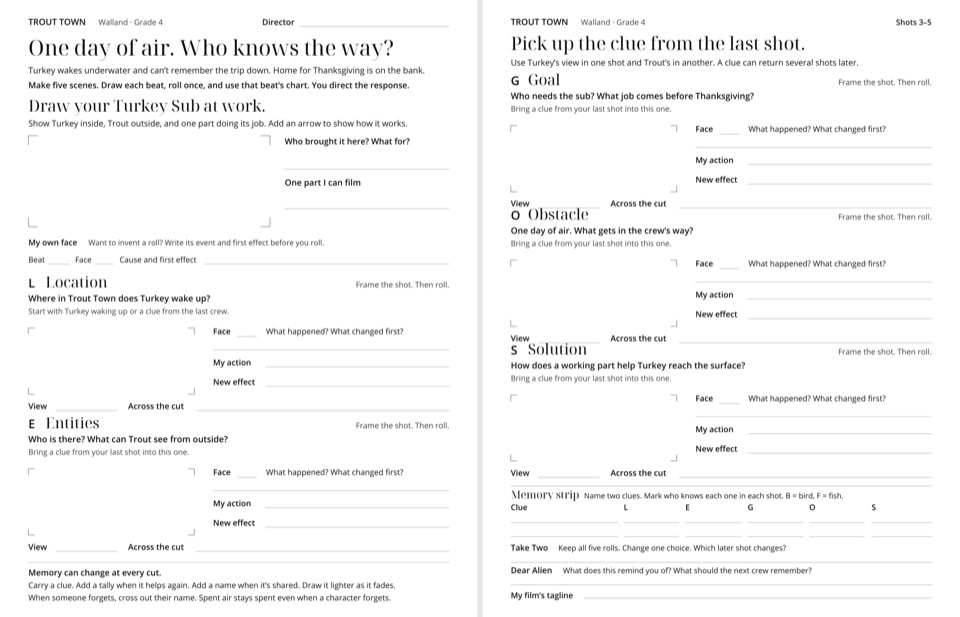 TROUT TOWN Walland · Grade 4 Director
One day of air. Who knows the way?
Turkey wakes underwater and can't remember the trip down. Home for Thanksgiving is on the bank.
Make five scenes. Draw each beat, roll once, and use that beat's chart. You direct the response.
Draw your Turkey Sub at work.
Show Turkey inside, Trout outside, and one part doing its job. Add an arrow to show how it works.
Who brought it here? What for?
One part I can film
My own face Want to invent a roll? Write its event and first effect before you roll.
Beat Face Cause and first effect
L Location Frame the shot. Then roll.
Where in Trout Town does Turkey wake up?
Start with Turkey waking up or a clue from the last crew.
Face What happened? What changed first?
My action
New effect
View Across the cut
E Entities Frame the shot. Then roll.
Who is there? What can Trout see from outside?
Bring a clue from your last shot into this one.
Face What happened? What changed first?
My action
New effect
View Across the cut
Memory can change at every cut.
Carry a clue. Add a tally when it helps again. Add a name when it's shared. Draw it lighter as it fades.
When someone forgets, cross out their name. Spent air stays spent even when a character forgets.
TROUT TOWN Walland · Grade 4 Shots 3–5
Pick up the clue from the last shot.
Use Turkey's view in one shot and Trout's in another. A clue can return several shots later.
G Goal Frame the shot. Then roll.
Who needs the sub? What job comes before Thanksgiving?
Bring a clue from your last shot into this one.
Face What happened? What changed first?
My action
New effect
View Across the cut
O Obstacle Frame the shot. Then roll.
One day of air. What gets in the crew's way?
Bring a clue from your last shot into this one.
Face What happened? What changed first?
My action
New effect
View Across the cut
S Solution Frame the shot. Then roll.
How does a working part help Turkey reach the surface?
Bring a clue from your last shot into this one.
Face What happened? What changed first?
My action
New effect
View Across the cut
Memory strip Name two clues. Mark who knows each one in each shot. B = bird, F = fish.
Clue L E G O S
Take Two Keep all five rolls. Change one choice. Which later shot changes?
Dear Alien What does this remind you of? What should the next crew remember?
My film's tagline